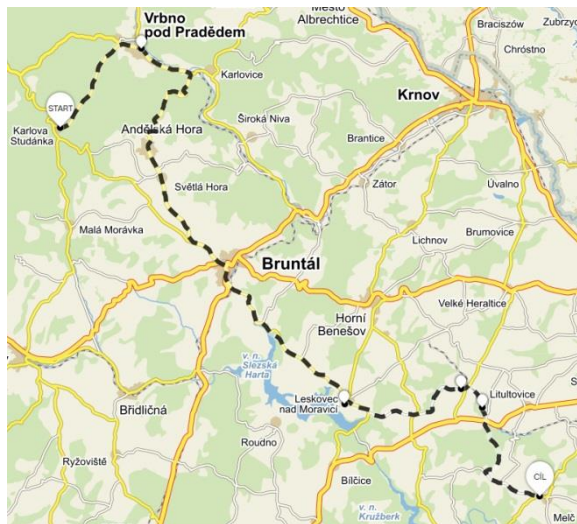 Město
Albrechtice
Braciszów
Zubrzyc
Chróstno
Vrbno
pod Pradědem
Karlovice
Krnov
START
Karlova
Studánka
Andělská Hora
Široká Niva
Brantice
Světlá Hora
Zátor
Úvalno
Malá Morávka
Lichnov
Brumovice
Bruntál
Velké Heraltice
Horní
Benešov
v. n.
Slezská
Harta
Leskovec
nad Moravicí
Litultovice
S
Břidličná
Roudno
Ryžoviště
Bílčice
v. n.
Kružberk
CÍL
Melč